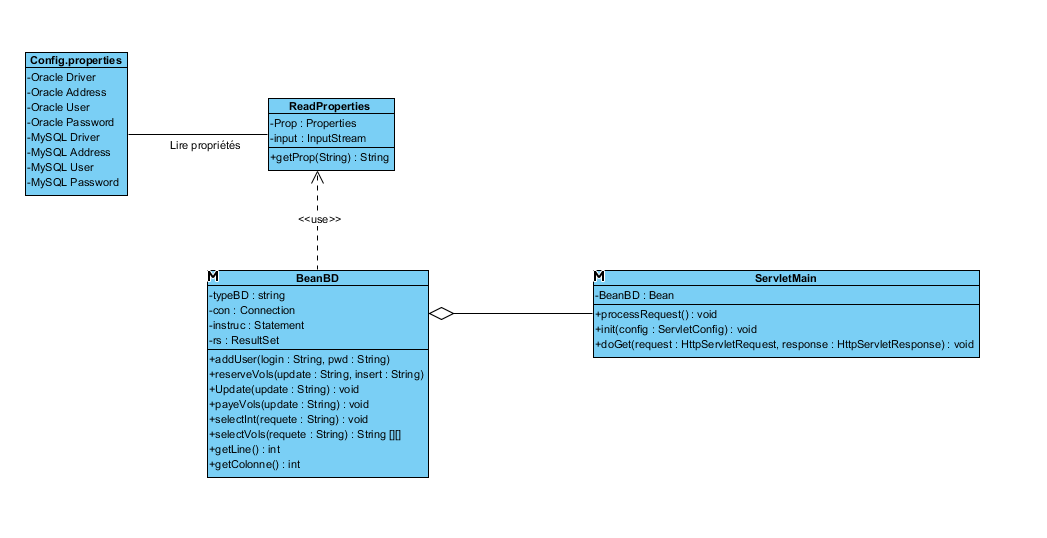 Config.properties
-Oracle Driver
-Oracle Address
-Oracle User
-Oracle Password
-MySQL Driver
-MySQL Address
-MySQL User
-MySQL Password
Lire propriétés
ReadProperties
-Prop : Properties
-input : InputStream
+getProp(String) : String
<<use>>
M
BeanBD
-typeBD : string
-con : Connection
-instruc : Statement
-rs : ResultSet
+addUser(login : String, pwd : String)
+reserveVols(update : String, insert : String)
+Update(update : String) : void
+payeVols(update : String) : void
+selectInt(requete : String) : void
+selectVols(requete : String) : String [][]
+getLine() : int
+getColonne() : int
M
ServletMain
-BeanBD : Bean
+processRequest() : void
+init(config : ServletConfig) : void
+doGet(request : HttpServletRequest, response : HttpServletResponse) : void